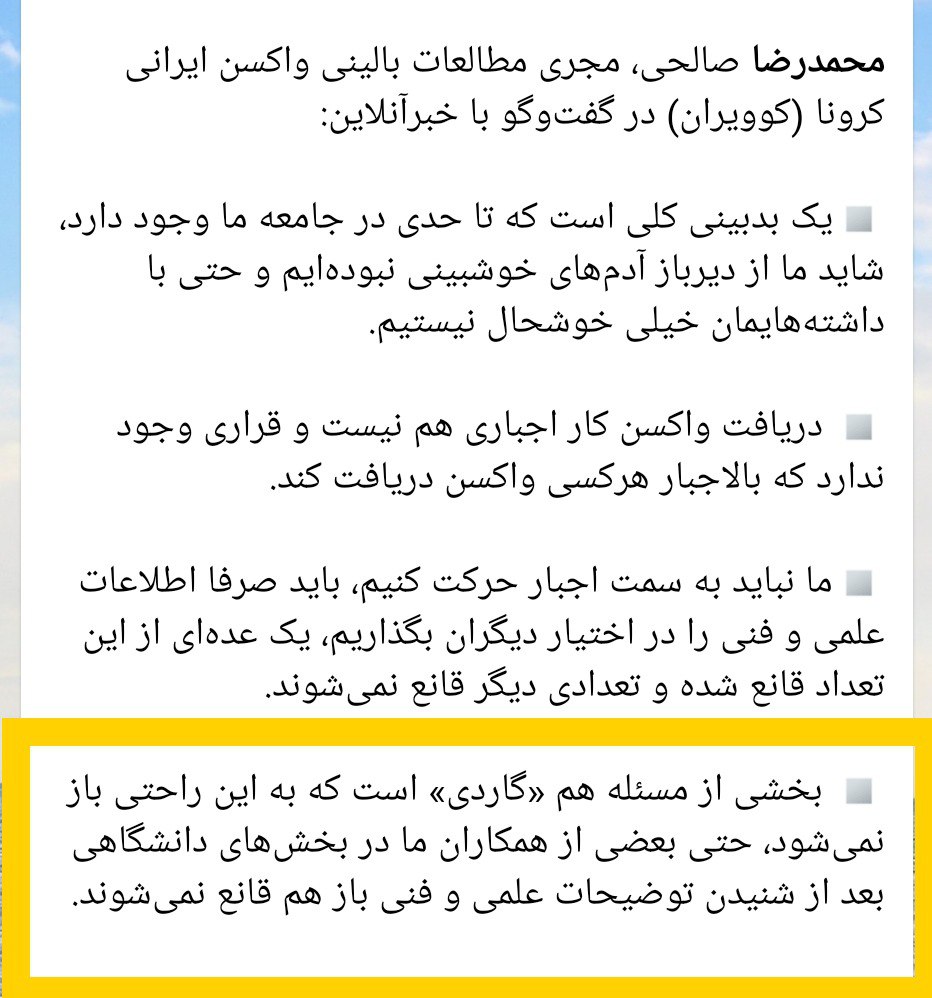 محمدرضا صالحی، مجری مطالعات بالینی واکسن ایرانی
کرونا (کوویران) در گفت‌وگو با خبرآنلاین:
◽ یک بدبینی کلی است که تا حدی در جامعه ما وجود دارد،
شاید ما از دیرباز آدم‌های خوشبینی نبوده‌ایم و حتی با
داشته‌هایمان خیلی خوشحال نیستیم.
◽ دریافت واکسن کار اجباری هم نیست و قراری وجود
ندارد که بالاجبار هرکسی واکسن دریافت کند.
◽ ما نباید به سمت اجبار حرکت کنیم، باید صرفا اطلاعات
علمی و فنی را در اختیار دیگران بگذاریم، یک عده‌ای از این
تعداد قانع شده و تعدادی دیگر قانع نمی‌شوند.
◽ بخشی از مسئله هم «گاردی» است که به این راحتی باز
نمی‌شود، حتی بعضی از همکاران ما در بخش‌های دانشگاهی
بعد از شنیدن توضیحات علمی و فنی باز هم قانع نمی‌شوند.